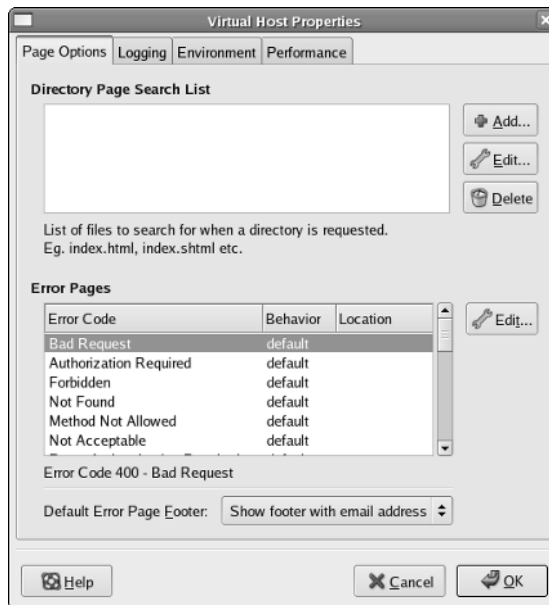 Virtual Host Properties
Page Options Logging Environment Performance
Directory Page Search List
Add...
Edit...
Delete
List of files to search for when a directory is requested.
Eg. index.html, index.shtml etc.
Error Pages
Error Code Behavior Location
Edit...
Bad Request default
Authorization Required default
Forbidden default
Not Found default
Method Not Allowed default
Not Acceptable default
Error Code 400 - Bad Request
Default Error Page Footer: Show footer with email address
Help Cancel OK